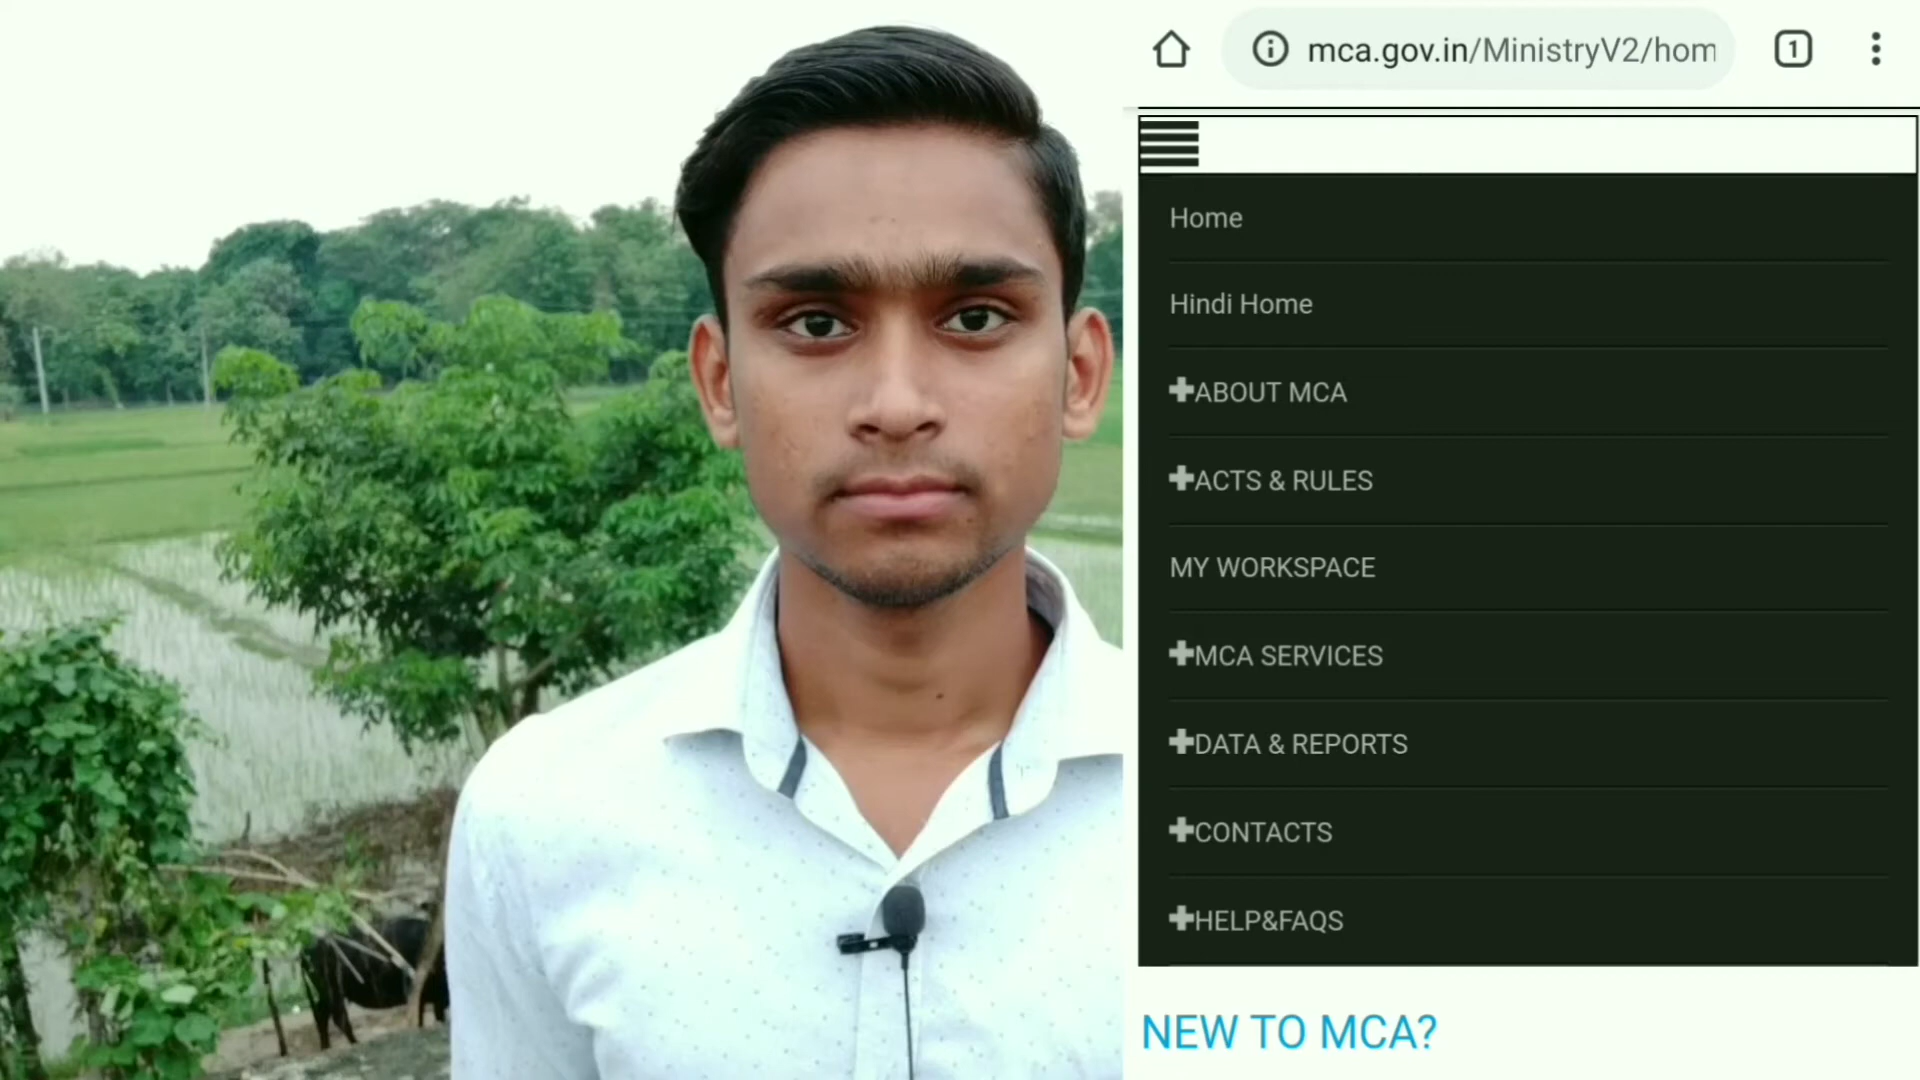 mca.gov.in/MinistryV2/hom
1
Home
Hindi Home
ABOUT MCA
ACTS & RULES
MY WORKSPACE
MCA SERVICES
DATA & REPORTS
CONTACTS
HELP&FAQS
NEW TO MCA?